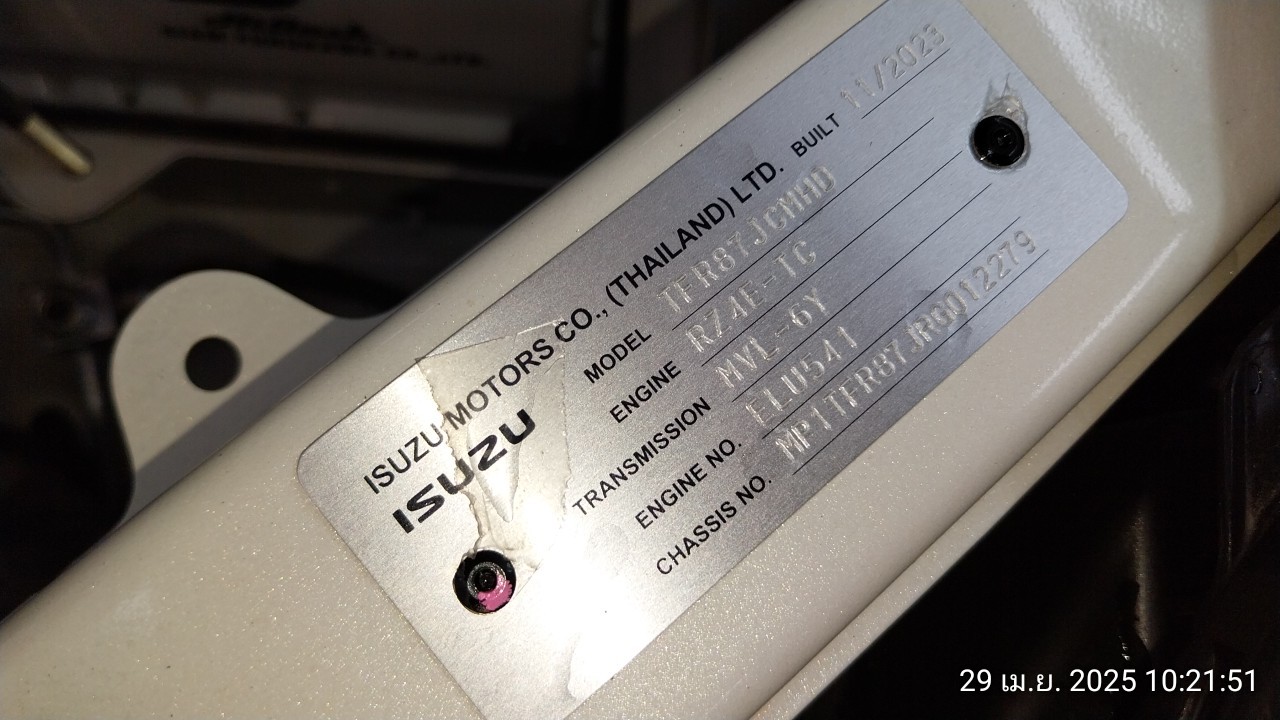 ISUZU MOTORS CO., (THAILAND) LTD. BUILT 11/2023
ISUZU
MODEL TFR87JCMHD
ENGINE RZ4E-TC
TRANSMISSION MVL-6Y
ENGINE NO. ELU541
CHASSIS NO. MP1TFR87JRG012279
29 เม.ย. 2025 10:21:51